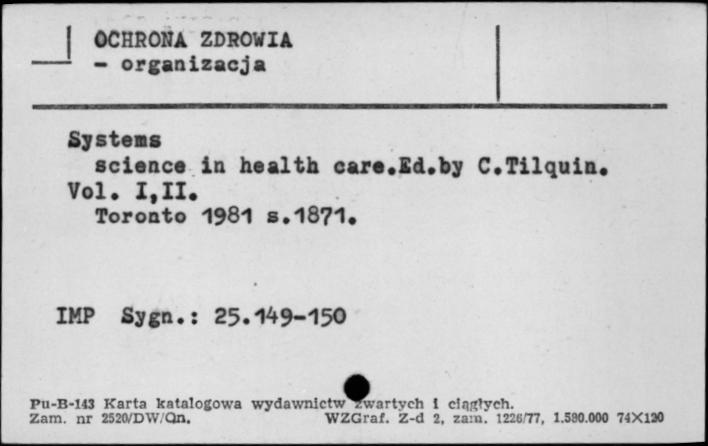 OCHRONA ZDROWIA
- organizacja
Systems
science in health care.Ed.by C.Tilquin.
Vol. I,II.
Toronto 1981 s.1871.
IMP Sygn.: 25.149-150
Pu-B-143 Karta katalogowa wydawnictw zwartych i ciągłych.
Zam. nr 2520/DW/Qn. WZGraf. Z-d 2, zam. 1226/77, 1.580.000 74X120